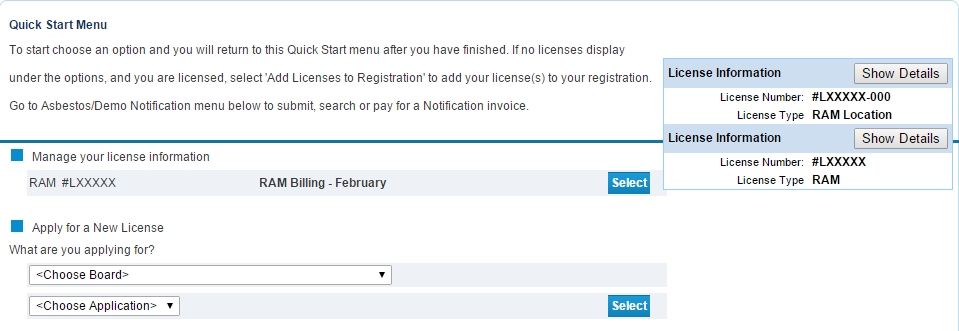 Quick Start Menu
To start choose an option and you will return to this Quick Start menu after you have finished. If no licenses display
under the options, and you are licensed, select 'Add Licenses to Registration' to add your license(s) to your registration.
Go to Asbestos/Demo Notification menu below to submit, search or pay for a Notification invoice.
License Information Show Details
License Number: #LXXXXX-000
License Type RAM Location
License Information Show Details
License Number: #LXXXXX
License Type RAM
Manage your license information
RAM #LXXXXX RAM Billing - February Select
Apply for a New License
What are you applying for?
<Choose Board>
<Choose Application> Select